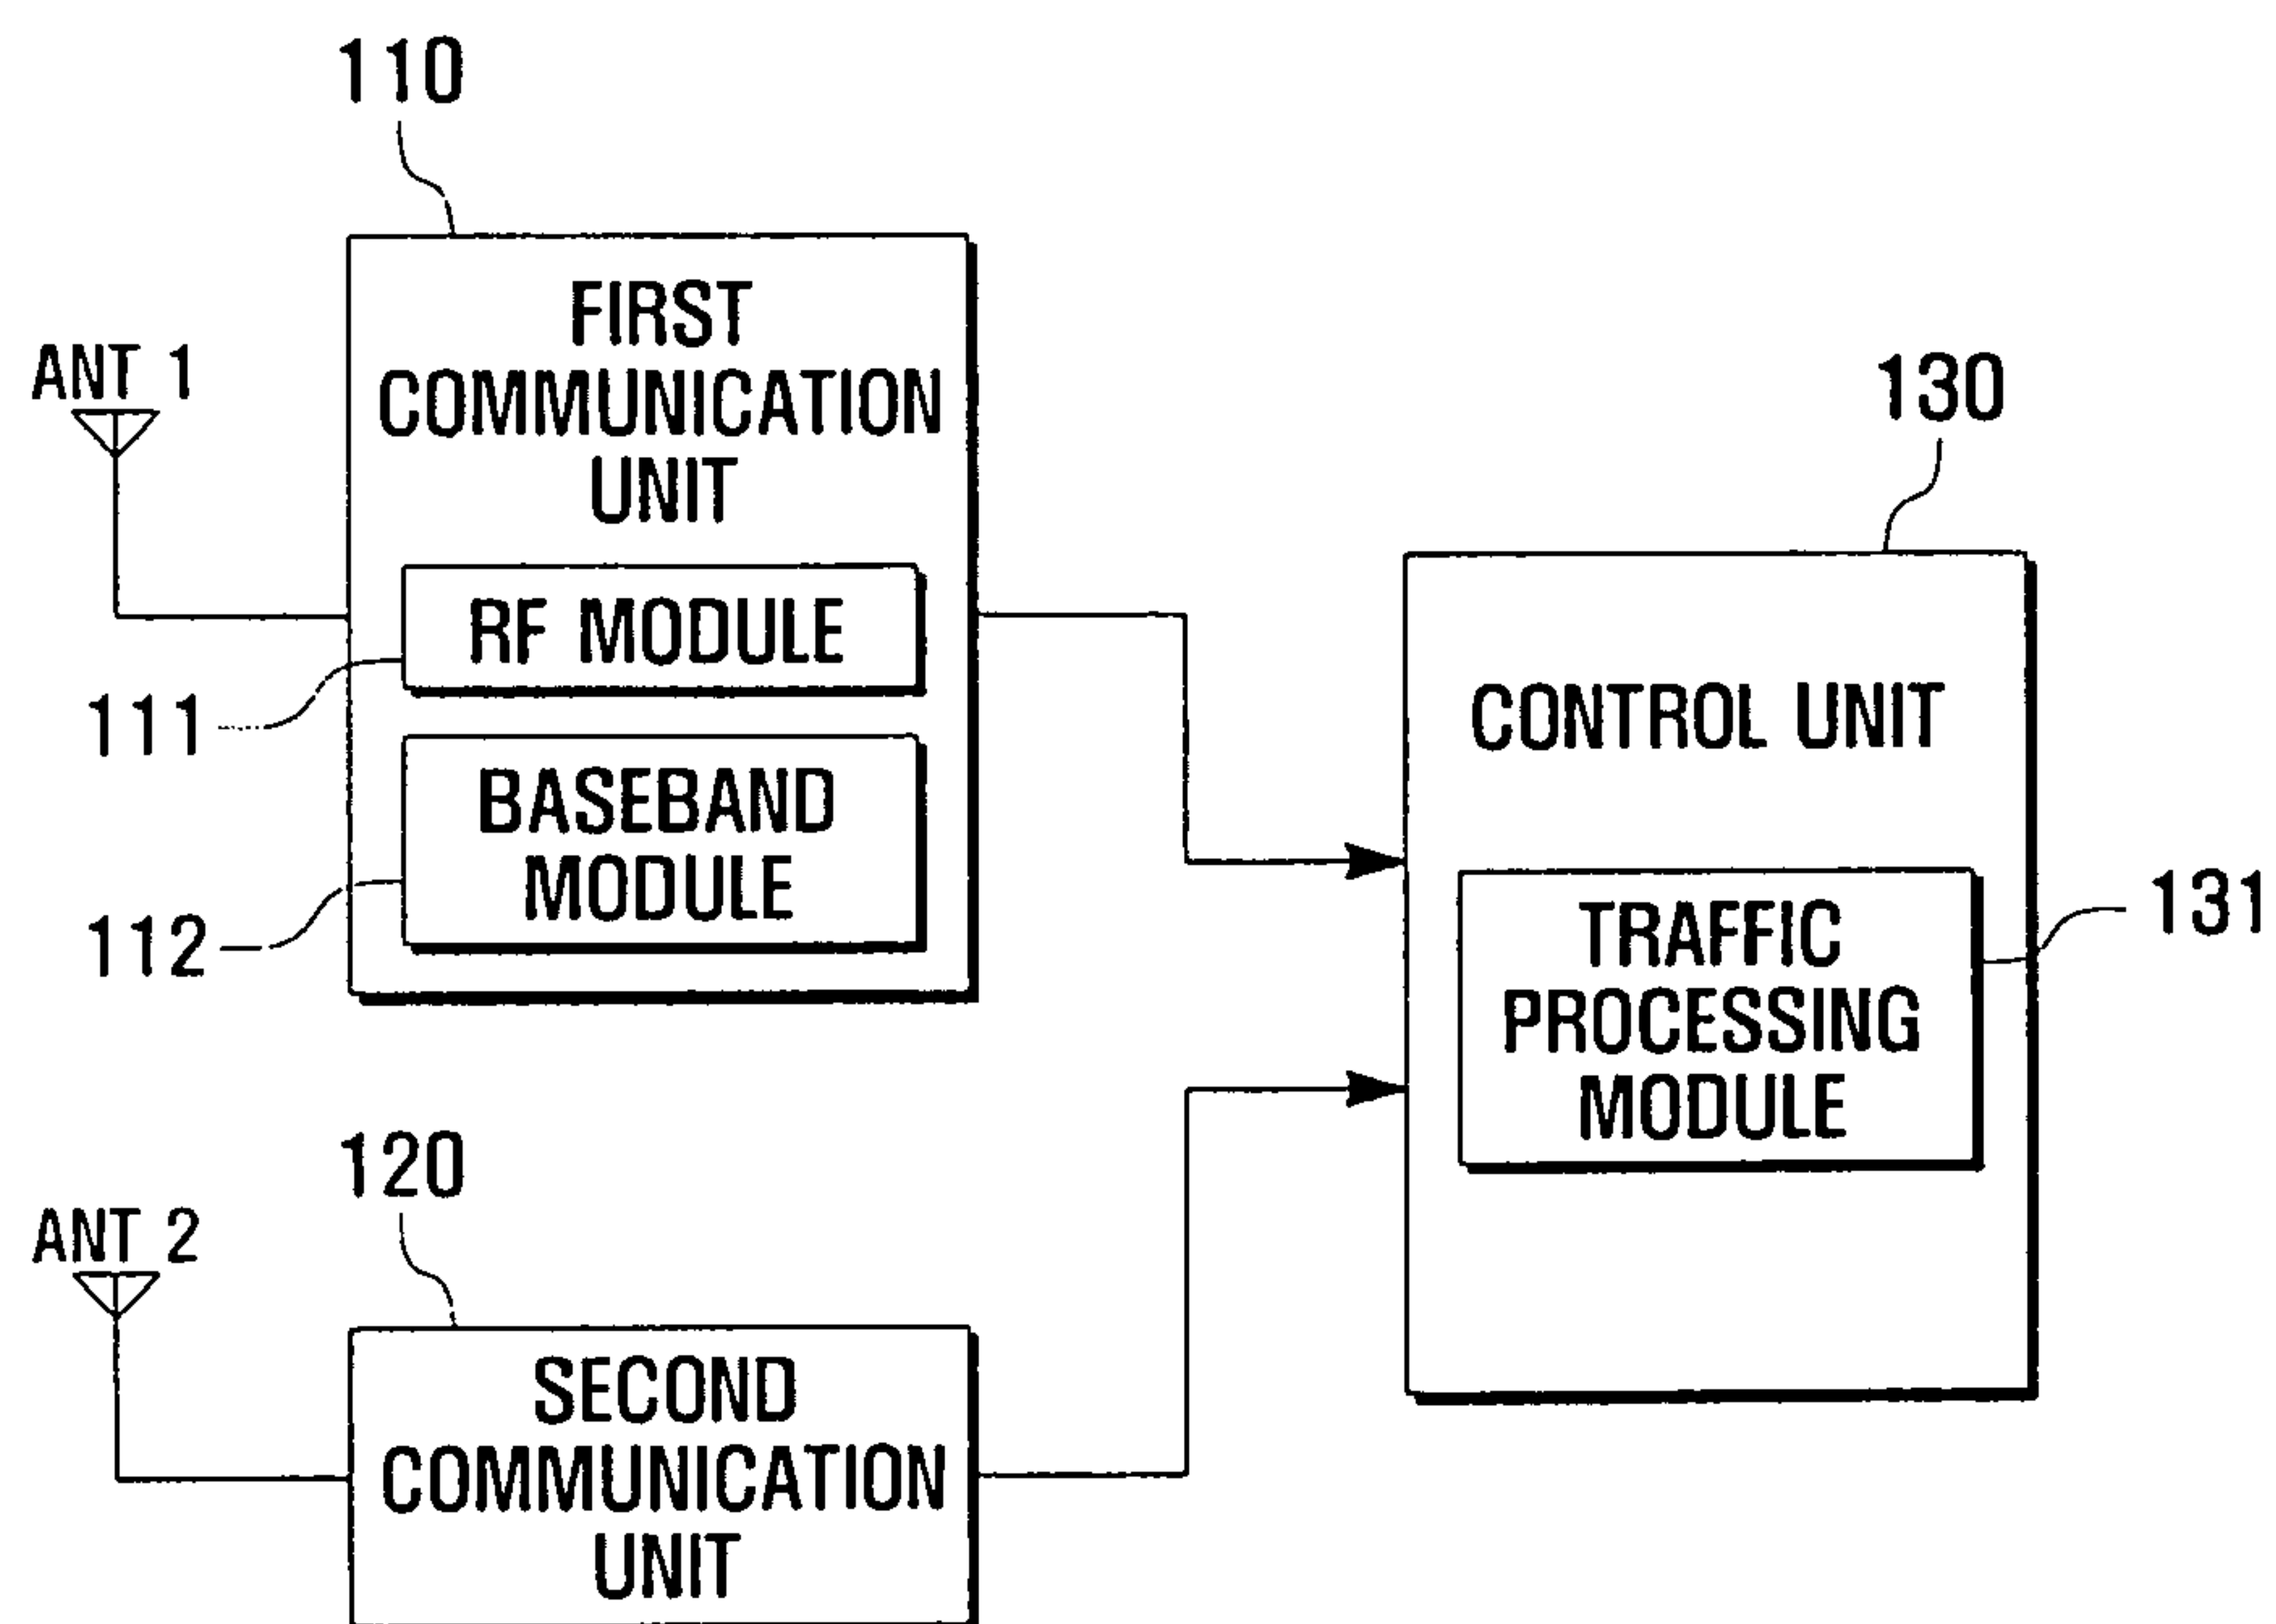 110
FIRST
COMMUNICATION
UNIT
ANT 1
RF MODULE
111
BASEBAND
MODULE
112
130
CONTROL UNIT
TRAFFIC
PROCESSING
MODULE
131
120
ANT 2
SECOND
COMMUNICATION
UNIT